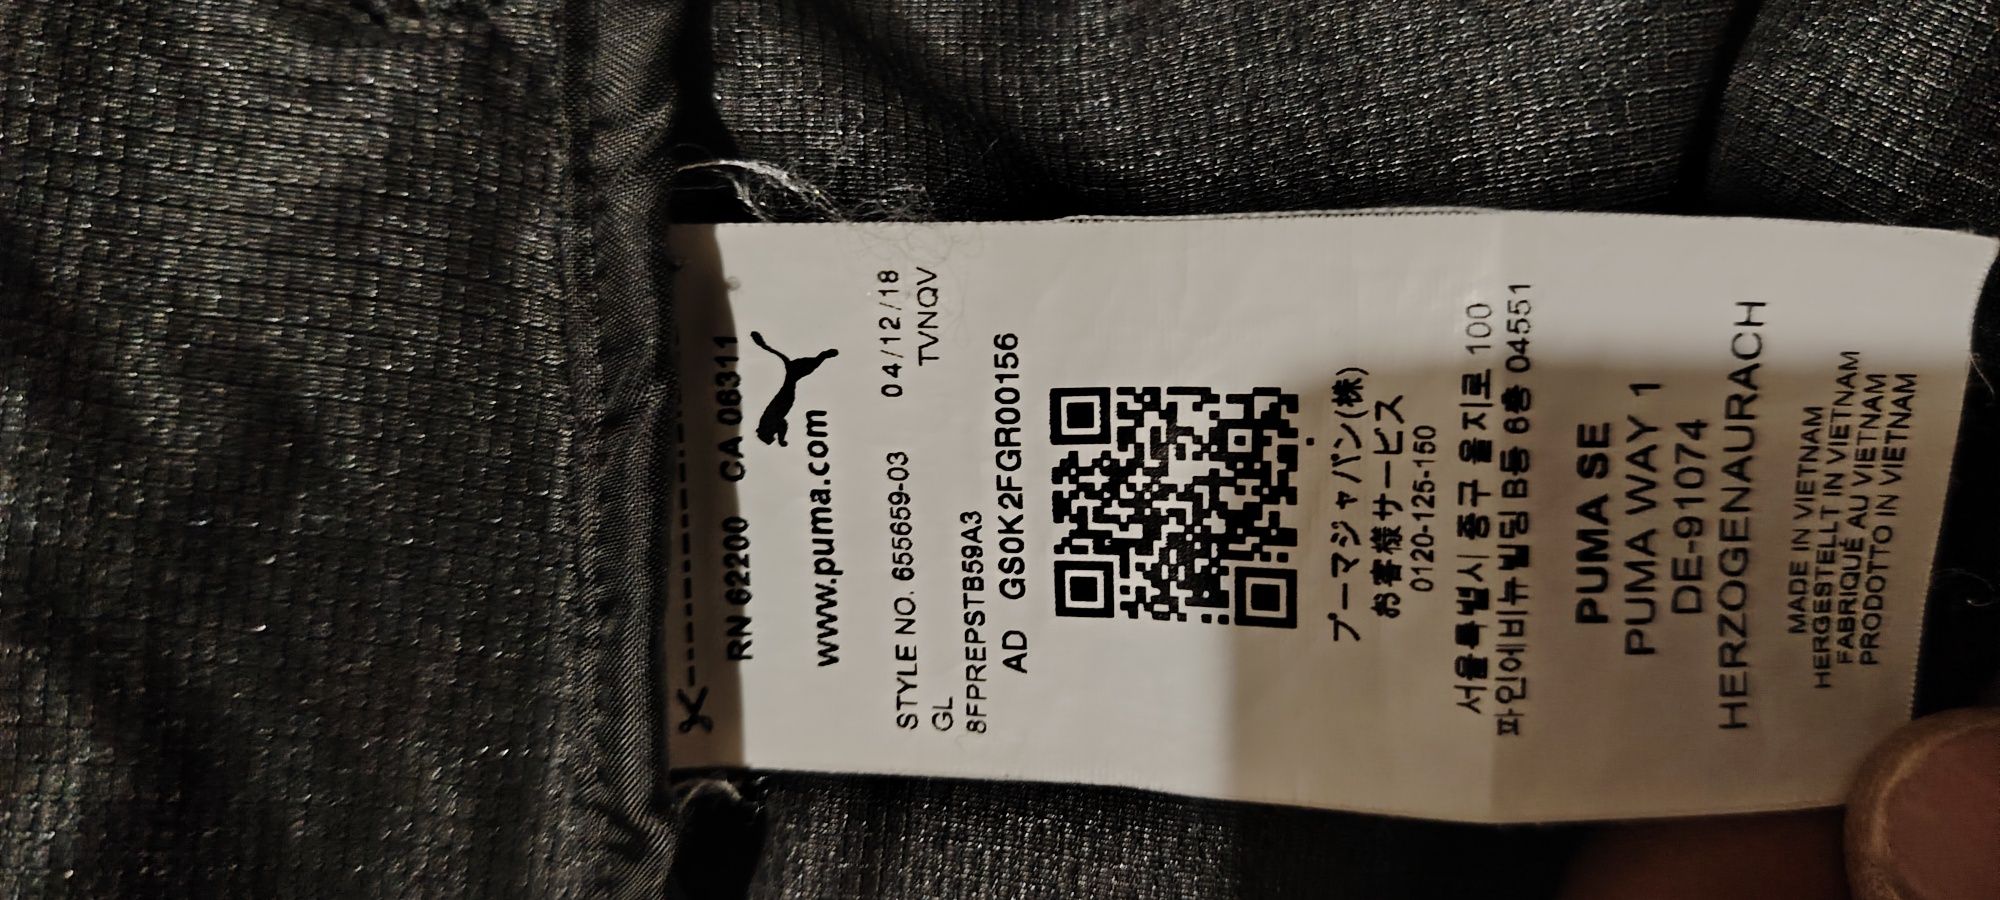 RN 62200 CA 06311
www.puma.com
STYLE NO. 655659-03 04/12/18
GL TVNQV
8FFPREPSTB59A3
AD GS0K2FGR00156
プーマジャパン(株)
お客様サービス
0120-125-150
서울특별시 중구 을지로 100
파인애비뉴빌딩 B동 6층 04551
PUMA SE
PUMA WAY 1
DE-91074
HERZOGENAURACH
MADE IN VIETNAM
HERGESTELLT IN VIETNAM
FABRIQUÉ AU VIETNAM
PRODOTTO IN VIETNAM